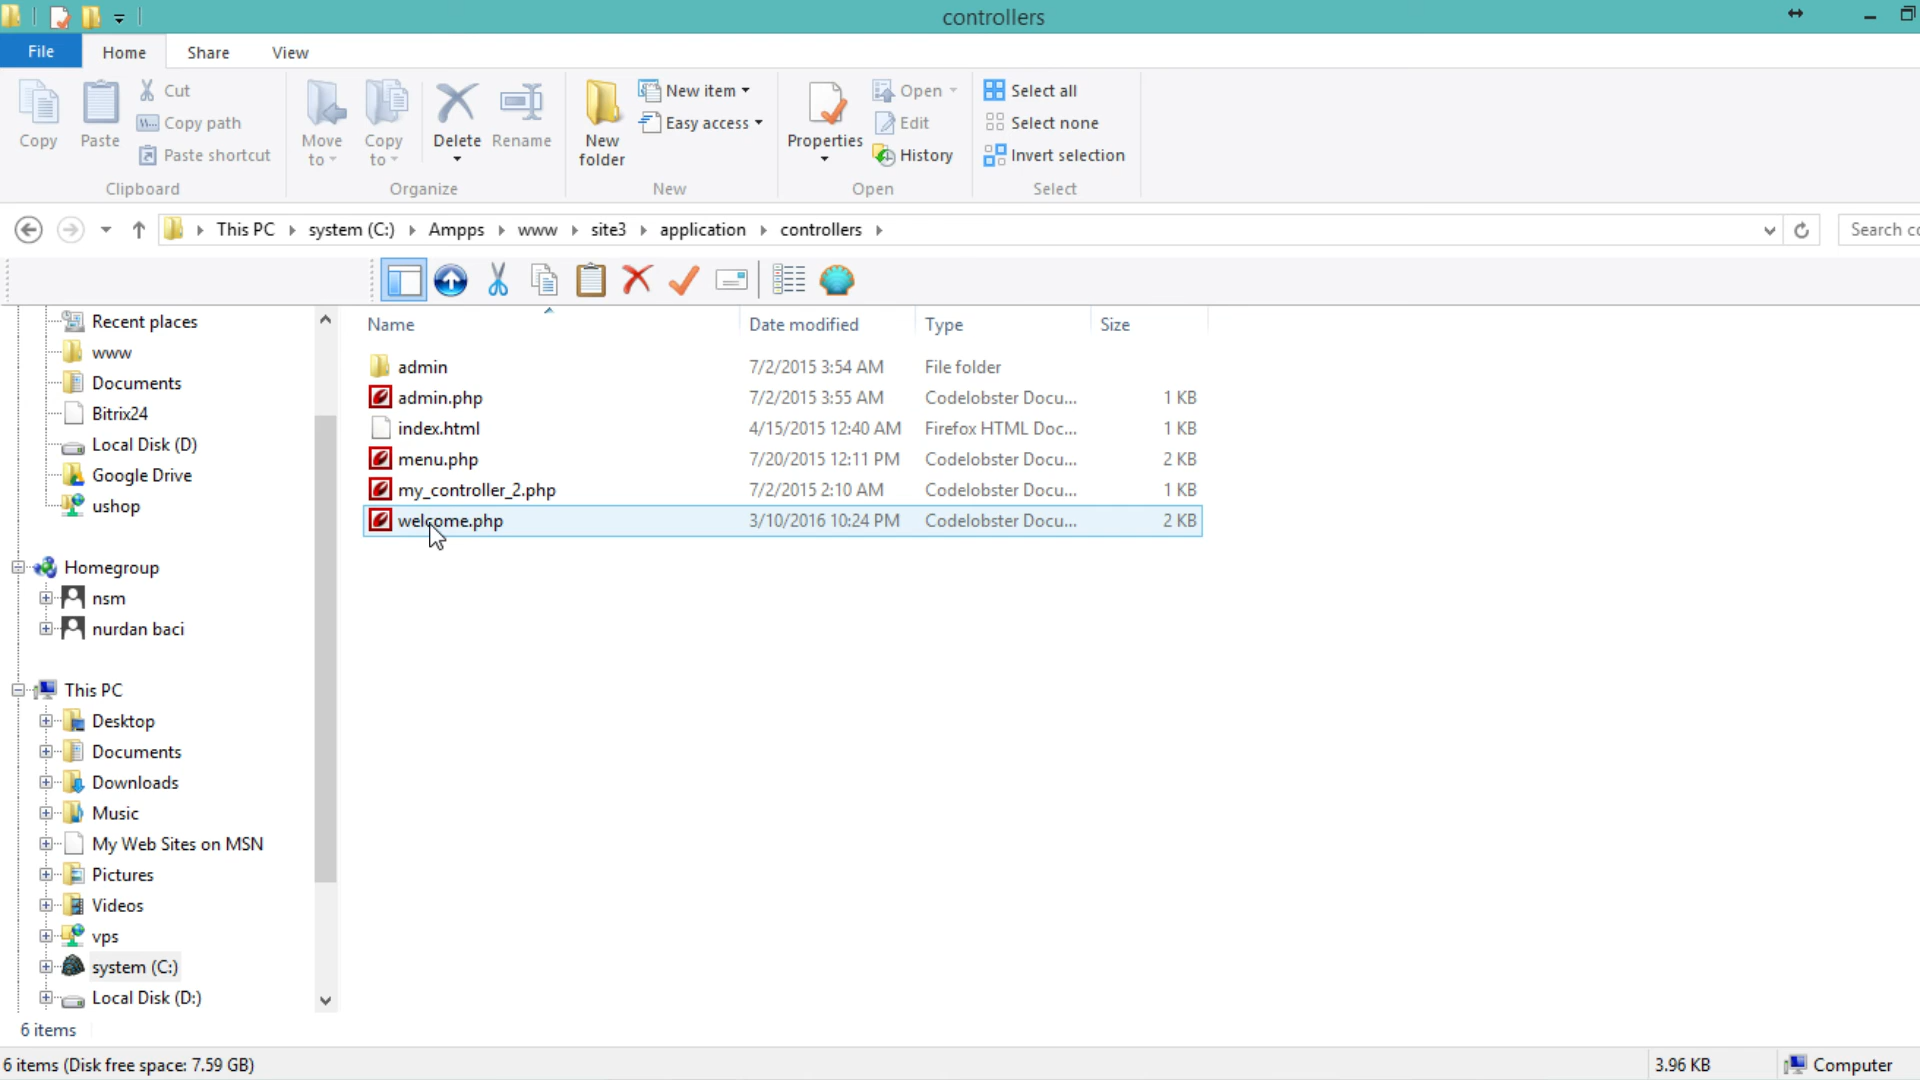 controllers
File Home Share View
Copy
Paste
Cut
Copy path
Paste shortcut
Clipboard
Move to
Copy to
Delete
Rename
Organize
New folder
New item
Easy access
New
Properties
Open
Edit
History
Open
Select all
Select none
Invert selection
Select
This PC system (C:) Ampps www site3 application controllers
Search co
Name Date modified Type Size
admin 7/2/2015 3:54 AM File folder
admin.php 7/2/2015 3:55 AM Codelobster Docu... 1 KB
index.html 4/15/2015 12:40 AM Firefox HTML Doc... 1 KB
menu.php 7/20/2015 12:11 PM Codelobster Docu... 2 KB
my_controller_2.php 7/2/2015 2:10 AM Codelobster Docu... 1 KB
welcome.php 3/10/2016 10:24 PM Codelobster Docu... 2 KB
Recent places
www
Documents
Bitrix24
Local Disk (D)
Google Drive
ushop
Homegroup
nsm
nurdan baci
This PC
Desktop
Documents
Downloads
Music
My Web Sites on MSN
Pictures
Videos
vps
system (C:)
Local Disk (D:)
6 items
6 items (Disk free space: 7.59 GB) 3.96 KB Computer